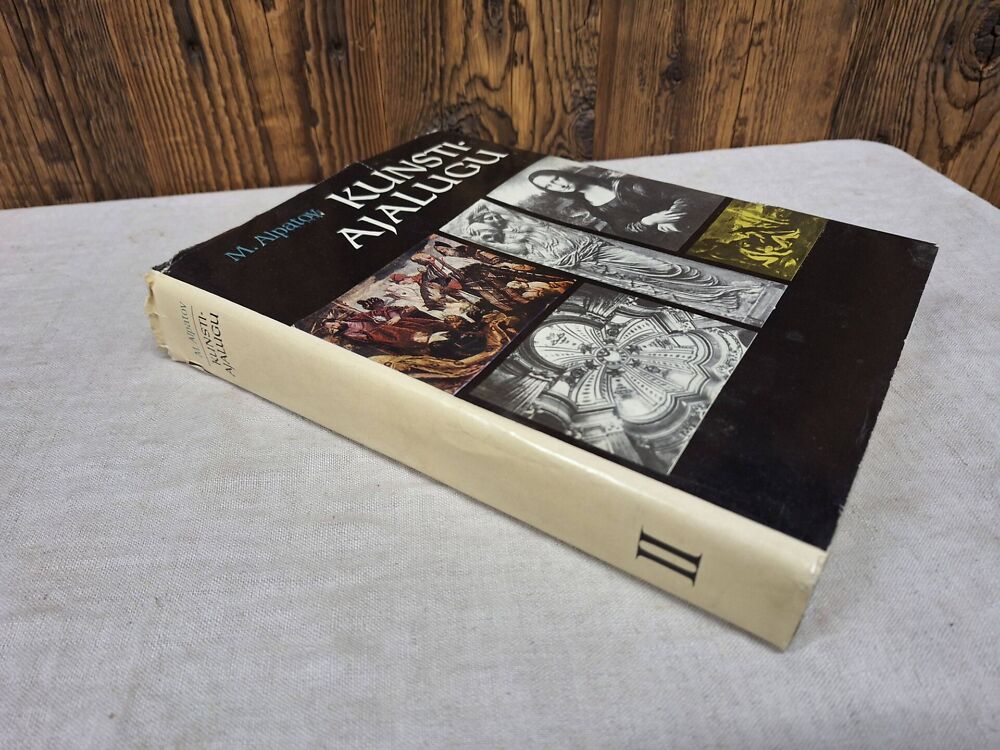 M. Alpatov
KUNSTI-
AJALUGU
M. Alpatov
KUNSTI-
AJALUGU
II